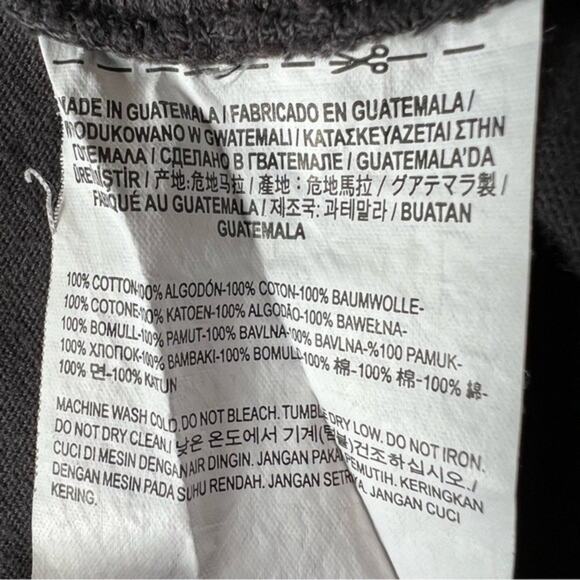 MADE IN GUATEMALA / FABRICADO EN GUATEMALA /
WYPRODUKOWANO W GWATEMALI / ΚΑΤΑΣΚΕΥΑΖΕΤΑΙ ΣΤΗΝ
ΓΟΥΑΤΕΜΑΛΑ / СДЕЛАНО В ГВАТЕМАЛЕ / GUATEMALA'DA
ÜRETİLMİŞTİR / 产地:危地马拉 / 產地:危地馬拉 / グアテマラ製 /
FABRIQUÉ AU GUATEMALA / 제조국: 과테말라 / BUATAN
GUATEMALA
100% COTTON-100% ALGODÓN-100% COTON-100% BAUMWOLLE-
100% COTONE-100% KATOEN-100% ALGODÃO-100% BAWEŁNA-
100% BOMULL-100% PAMUT-100% BAVLNA-100% BAVLNA-%100 PAMUK-
100% ХЛОПОК-100% BAMBAKI-100% BOMULL-100% 棉-100% 棉-100% 綿-
100% 면-100% KATUN
MACHINE WASH COLD. DO NOT BLEACH. TUMBLE DRY LOW. DO NOT IRON.
DO NOT DRY CLEAN./ 낮은 온도에서 기계(텀블)건조하십시오./
CUCI DI MESIN DENGAN AIR DINGIN. JANGAN PAKAI PEMUTIH. KERINGKAN
DENGAN MESIN PADA SUHU RENDAH. JANGAN SETRIKA. JANGAN CUCI
KERING.